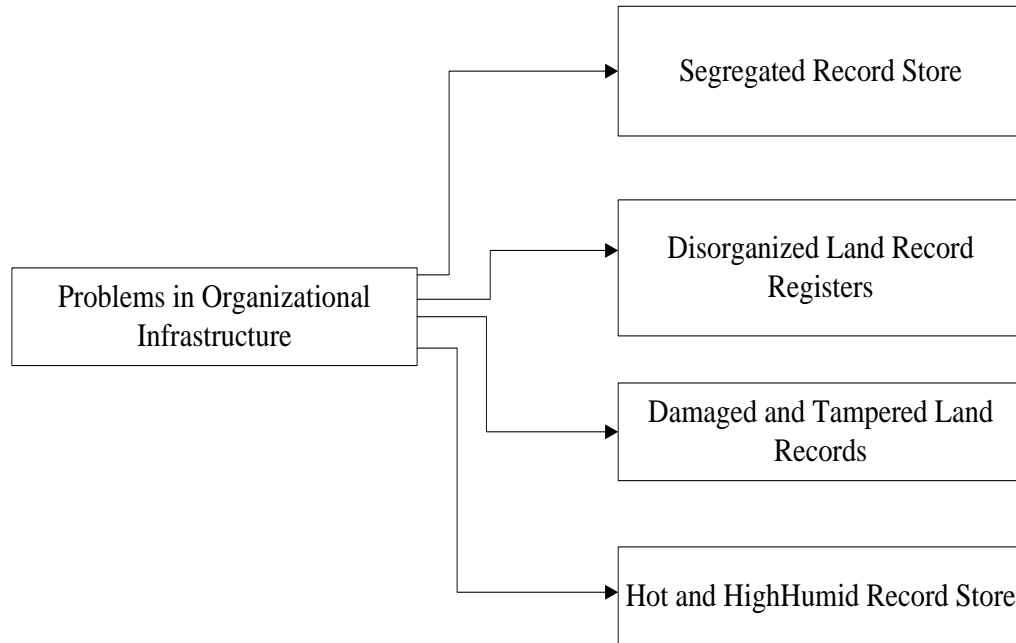 Segregated Record Store
Disorganized Land Record
Registers
Problems in Organizational
Infrastructure
Damaged and Tampered Land
Records
Hot and HighHumid Record Store